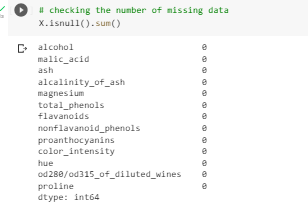 # checking the number of missing data
X.isnull().sum()
alcohol 0
malic_acid 0
ash 0
alcalinity_of_ash 0
magnesium 0
total_phenols 0
flavanoids 0
nonflavanoid_phenols 0
proanthocyanins 0
color_intensity 0
hue 0
od280/od315_of_diluted_wines 0
proline 0
dtype: int64